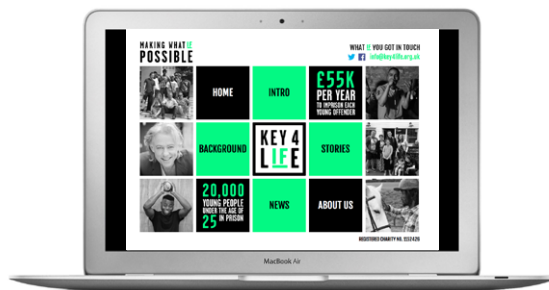 MAKING WHAT IF
POSSIBLE
WHAT IF YOU GOT IN TOUCH
info@key4life.org.uk
HOME
INTRO
£55K
PER YEAR
TO IMPRISON EACH
YOUNG OFFENDER
BACKGROUND
KEY 4
LIFE
STORIES
20,000
YOUNG PEOPLE
UNDER THE AGE OF
25 IN PRISON
NEWS
ABOUT US
REGISTERED CHARITY NO. 1152426
MacBook Air